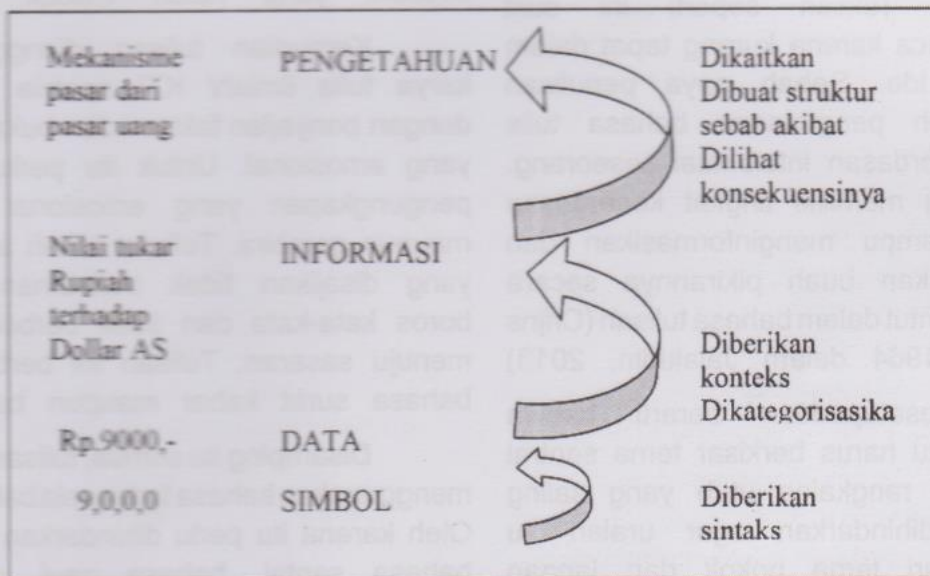 Mekanisme
pasar dari
pasar uang
PENGETAHUAN
Dikaitkan
Dibuat struktur
sebab akibat
Dilihat
konsekuensinya
Nilai tukar
Rupiah
terhadap
Dollar AS
INFORMASI
Diberikan
konteks
Dikategorisasika
Rp.9000,-
DATA
9,0,0,0
SIMBOL
Diberikan
sintaks